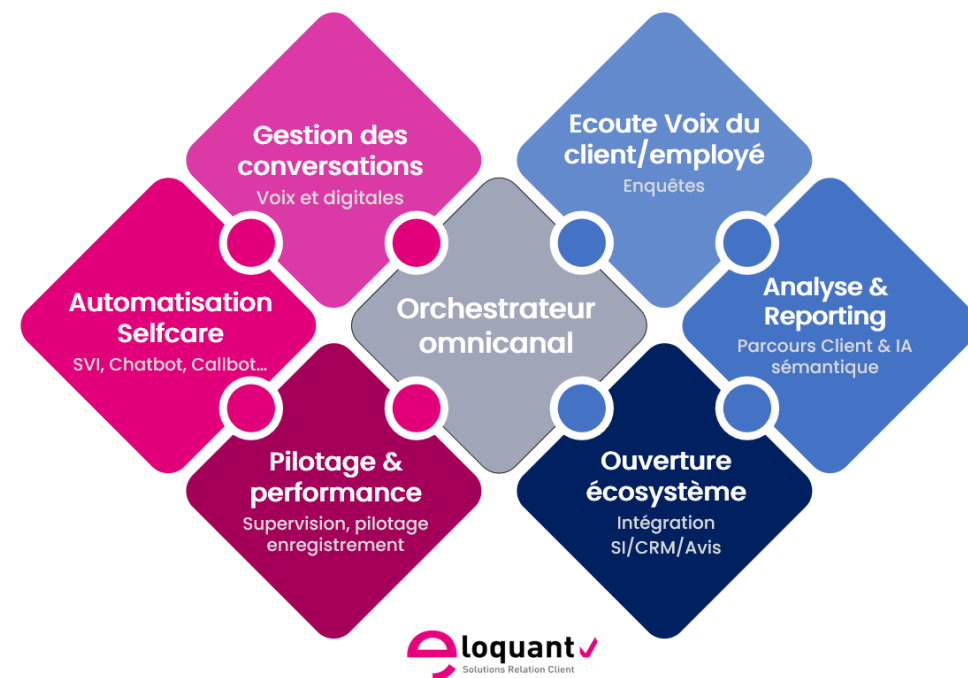 Gestion des
conversations
Voix et digitales
Ecoute Voix du
client/employé
Enquêtes
Automatisation
Selfcare
SVI, Chatbot, Callbot...
Orchestrateur
omnicanal
Analyse &
Reporting
Parcours Client & IA
sémantique
Pilotage &
performance
Supervision, pilotage
enregistrement
Ouverture
écosystème
Intégration
SI/CRM/Avis
eloquant
Solutions Relation Client